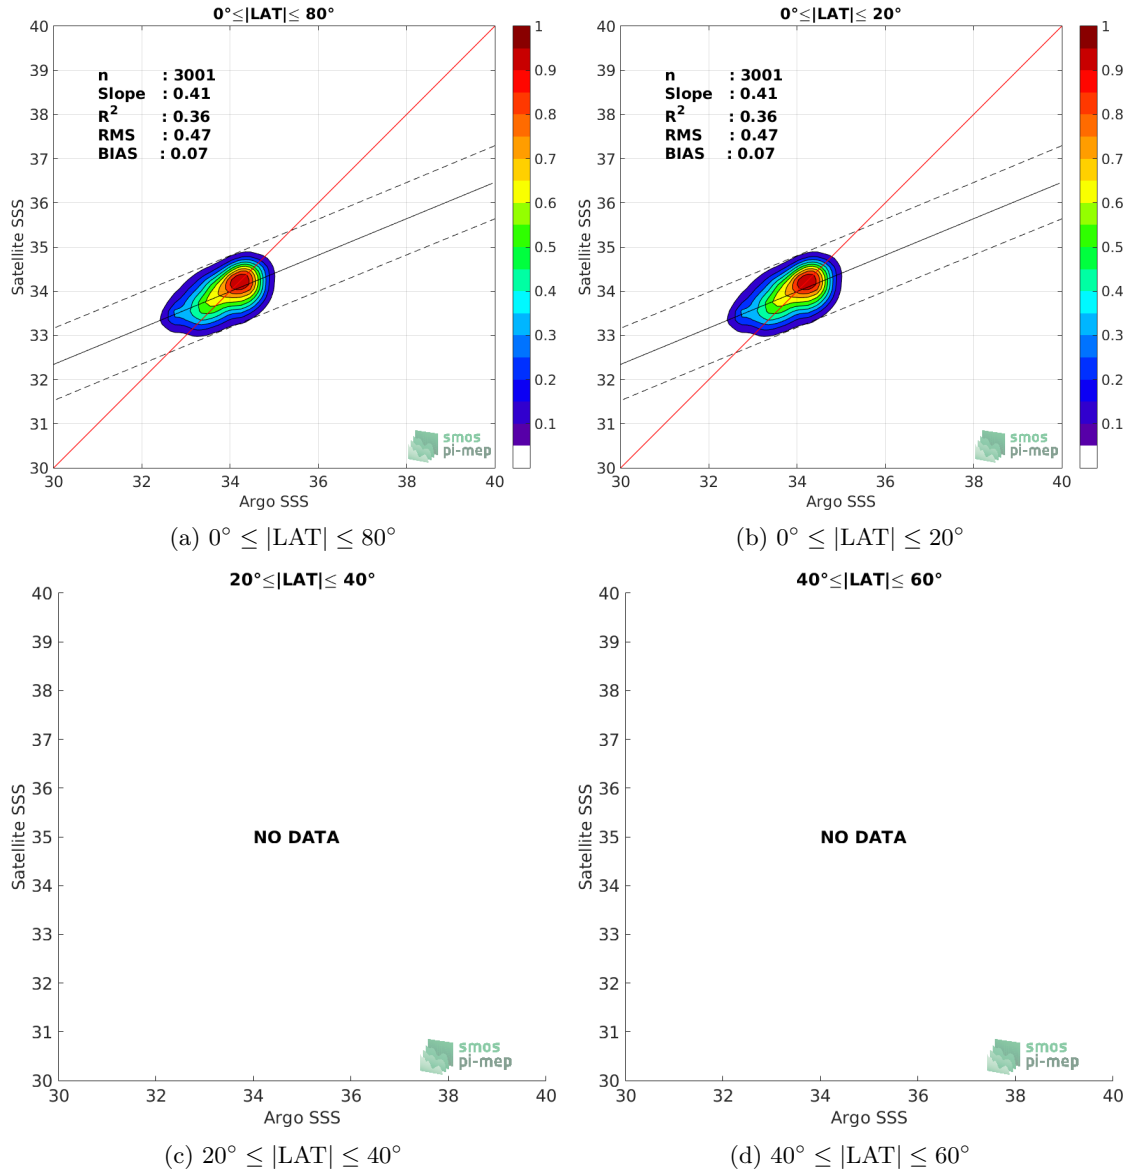 0°≤|LAT|≤ 80°
n : 3001
Slope : 0.41
R² : 0.36
RMS : 0.47
BIAS : 0.07
40
39
38
37
36
35
34
33
32
31
30
Satellite SSS
30 32 34 36 38 40
Argo SSS
1
0.9
0.8
0.7
0.6
0.5
0.4
0.3
0.2
0.1
smos
pi-mep
(a) 0° ≤ |LAT| ≤ 80°
0°≤|LAT|≤ 20°
n : 3001
Slope : 0.41
R² : 0.36
RMS : 0.47
BIAS : 0.07
40
39
38
37
36
35
34
33
32
31
30
Satellite SSS
30 32 34 36 38 40
Argo SSS
1
0.9
0.8
0.7
0.6
0.5
0.4
0.3
0.2
0.1
smos
pi-mep
(b) 0° ≤ |LAT| ≤ 20°
20°≤|LAT|≤ 40°
40
39
38
37
36
35
34
33
32
31
30
Satellite SSS
NO DATA
30 32 34 36 38 40
Argo SSS
smos
pi-mep
(c) 20° ≤ |LAT| ≤ 40°
40°≤|LAT|≤ 60°
40
39
38
37
36
35
34
33
32
31
30
Satellite SSS
NO DATA
30 32 34 36 38 40
Argo SSS
smos
pi-mep
(d) 40° ≤ |LAT| ≤ 60°